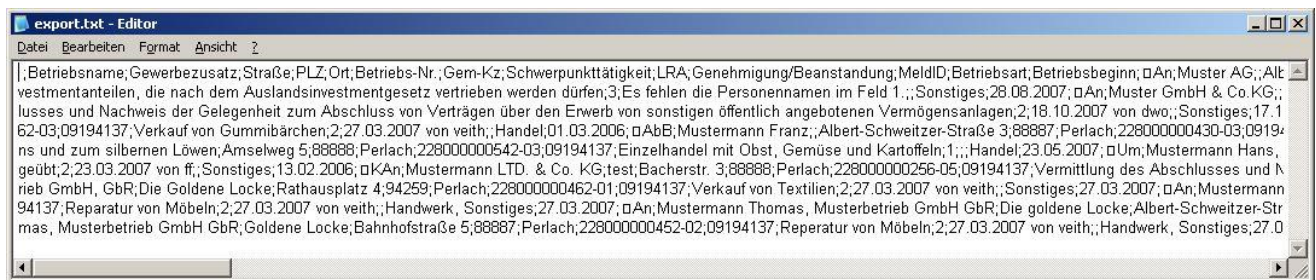 export.txt - Editor
Datei Bearbeiten Format Ansicht ?
;Betriebsname;Gewerbezusatz;Straße;PLZ;Ort;Betriebs-Nr.;Gem-Kz;Schwerpunkttätigkeit;LRA;Genehmigung/Beanstandung;MeldID;Betriebsart;Betriebsbeginn; □An;Muster AG;;Alb
vestmentanteilen, die nach dem Auslandsinvestmentgesetz vertrieben werden dürfen;3;Es fehlen die Personennamen im Feld 1.;;Sonstiges;28.08.2007; □An;Muster GmbH & Co.KG;;
lusses und Nachweis der Gelegenheit zum Abschluss von Verträgen über den Erwerb von sonstigen öffentlich angebotenen Vermögensanlagen;2;18.10.2007 von dwo;;Sonstiges;17.1
62-03;09194137;Verkauf von Gummibärchen;2;27.03.2007 von veith;;Handel;01.03.2006; □AbB;Mustermann Franz;;Albert-Schweitzer-Straße 3;88887;Perlach;228000000430-03;09194
ns und zum silbernen Löwen;Amselweg 5;88888;Perlach;228000000542-03;09194137;Einzelhandel mit Obst, Gemüse und Kartoffeln;1;;;Handel;23.05.2007; □Um;Mustermann Hans,
geübt;2;23.03.2007 von ff;;Sonstiges;13.02.2006; □KAn;Mustermann LTD. & Co. KG;test;Bacherstr. 3;88888;Perlach;228000000256-05;09194137;Vermittlung des Abschlusses und N
rieb GmbH, GbR;Die Goldene Locke;Rathausplatz 4;94259;Perlach;228000000462-01;09194137;Verkauf von Textilien;2;27.03.2007 von veith;;Sonstiges;27.03.2007; □An;Mustermann
94137;Reparatur von Möbeln;2;27.03.2007 von veith;;Handwerk, Sonstiges;27.03.2007; □An;Mustermann Thomas, Musterbetrieb GmbH GbR;Die goldene Locke;Albert-Schweitzer-Str
mas, Musterbetrieb GmbH GbR;Goldene Locke;Bahnhofstraße 5;88887;Perlach;228000000452-02;09194137;Reperatur von Möbeln;2;27.03.2007 von veith;;Handwerk, Sonstiges;27.0